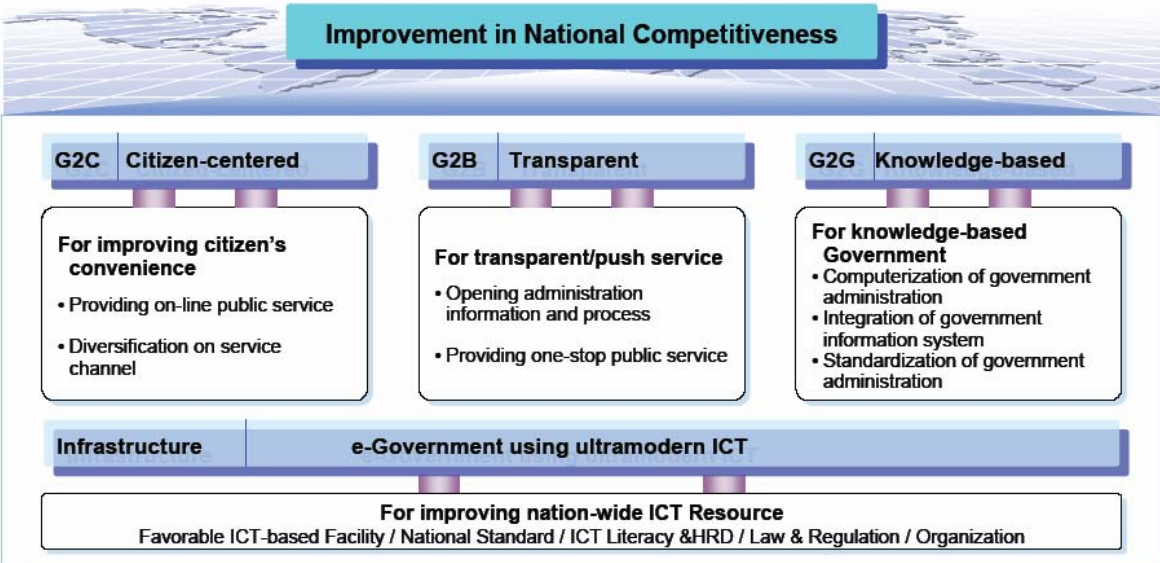 Improvement in National Competitiveness
G2C Citizen-centered
For improving citizen's
convenience
• Providing on-line public service
• Diversification on service
channel
G2B Transparent
For transparent/push service
• Opening administration
information and process
• Providing one-stop public service
G2G Knowledge-based
For knowledge-based
Government
• Computerization of government
administration
• Integration of government
information system
• Standardization of government
administration
Infrastructure e-Government using ultramodern ICT
For improving nation-wide ICT Resource
Favorable ICT-based Facility / National Standard / ICT Literacy &HRD / Law & Regulation / Organization